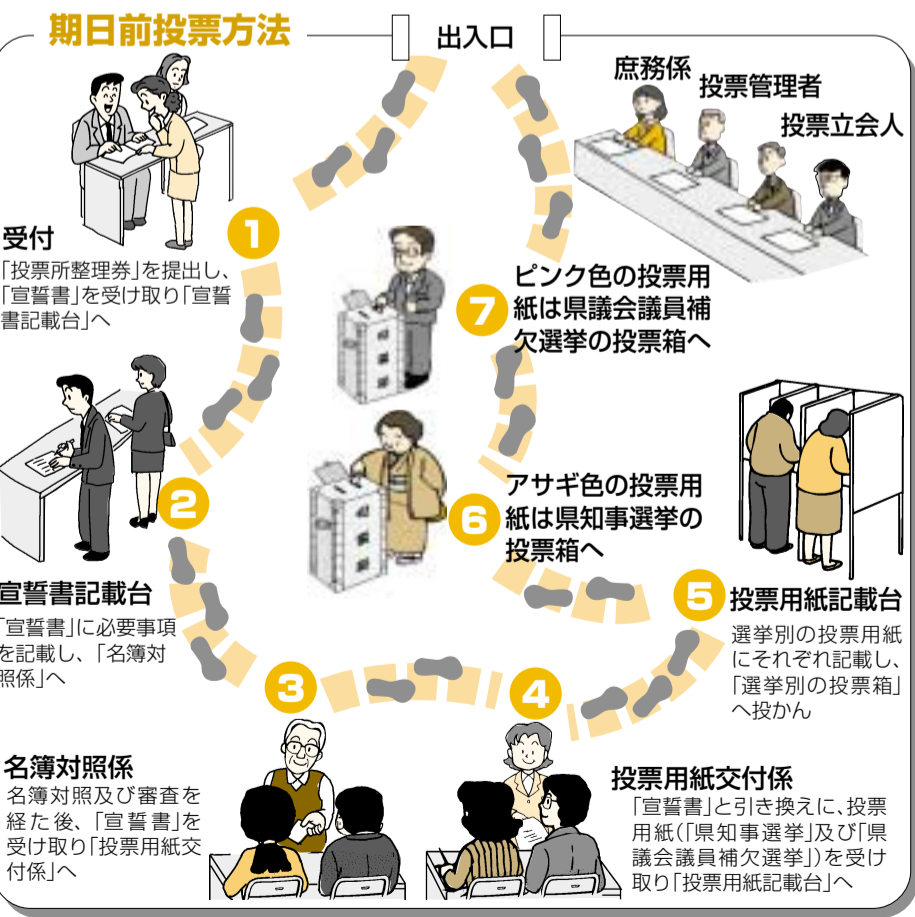 期日前投票方法
出入口
庶務係
投票管理者
投票立会人
1
受付
「投票所整理券」を提出し、
「宣誓書」を受け取り「宣誓
書記載台」へ
2
宣誓書記載台
「宣誓書」に必要事項
を記載し、「名簿対
照係」へ
3
名簿対照係
名簿対照及び審査を
経た後、「宣誓書」を
受け取り「投票用紙交
付係」へ
4
投票用紙交付係
「宣誓書」と引き換えに、投票
用紙(「県知事選挙」及び「県
議会議員補欠選挙」)を受け
取り「投票用紙記載台」へ
5
投票用紙記載台
選挙別の投票用紙
にそれぞれ記載し、
「選挙別の投票箱」
へ投かん
6
アサギ色の投票用
紙は県知事選挙の
投票箱へ
7
ピンク色の投票用
紙は県議会議員補
欠選挙の投票箱へ